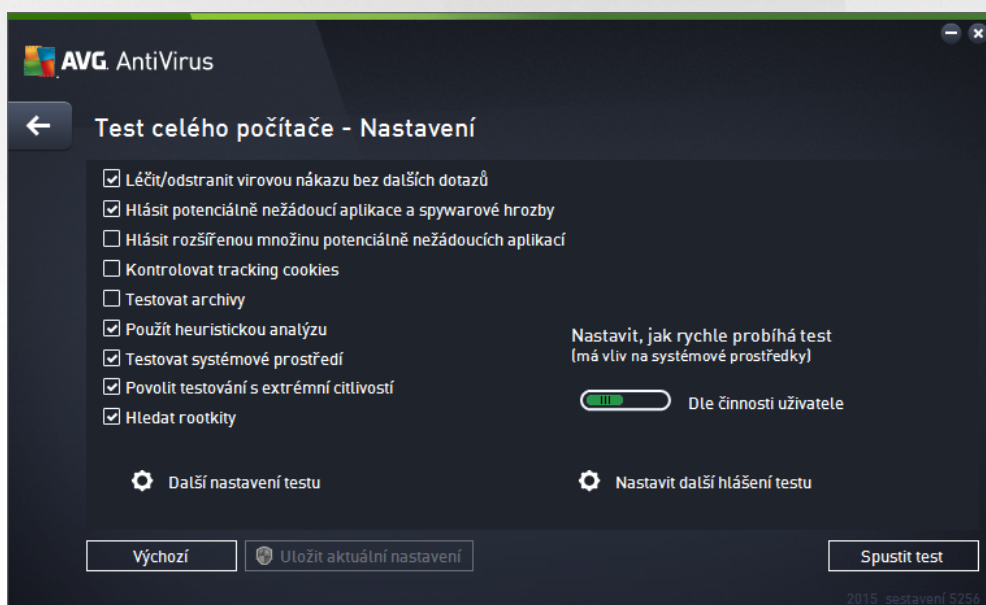 AVG. AntiVirus
Test celého počítače - Nastavení
Léčit/odstranit virovou nákazu bez dalších dotazů
Hlásit potenciálně nežádoucí aplikace a spywarové hrozby
Hlásit rozšířenou množinu potenciálně nežádoucích aplikací
Kontrolovat tracking cookies
Testovat archivy
Použít heuristickou analýzu
Testovat systémové prostředí
Povolit testování s extrémní citlivostí
Hledat rootkity
Nastavit, jak rychle probíhá test
(má vliv na systémové prostředky)
Dle činnosti uživatele
Další nastavení testu
Nastavit další hlášení testu
Výchozí
Uložit aktuální nastavení
Spustit test
2015 sestavení 5256